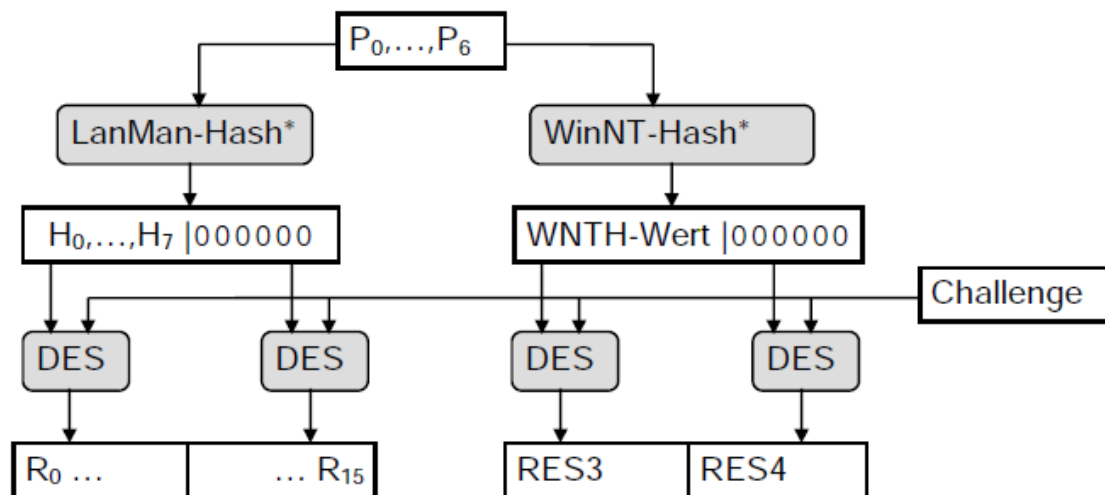 P₀,…,P₆
LanMan-Hash*
WinNT-Hash*
H₀,…,H₇ |000000
WNTH-Wert |000000
Challenge
DES
DES
DES
DES
R₀ …
… R₁₅
RES3
RES4